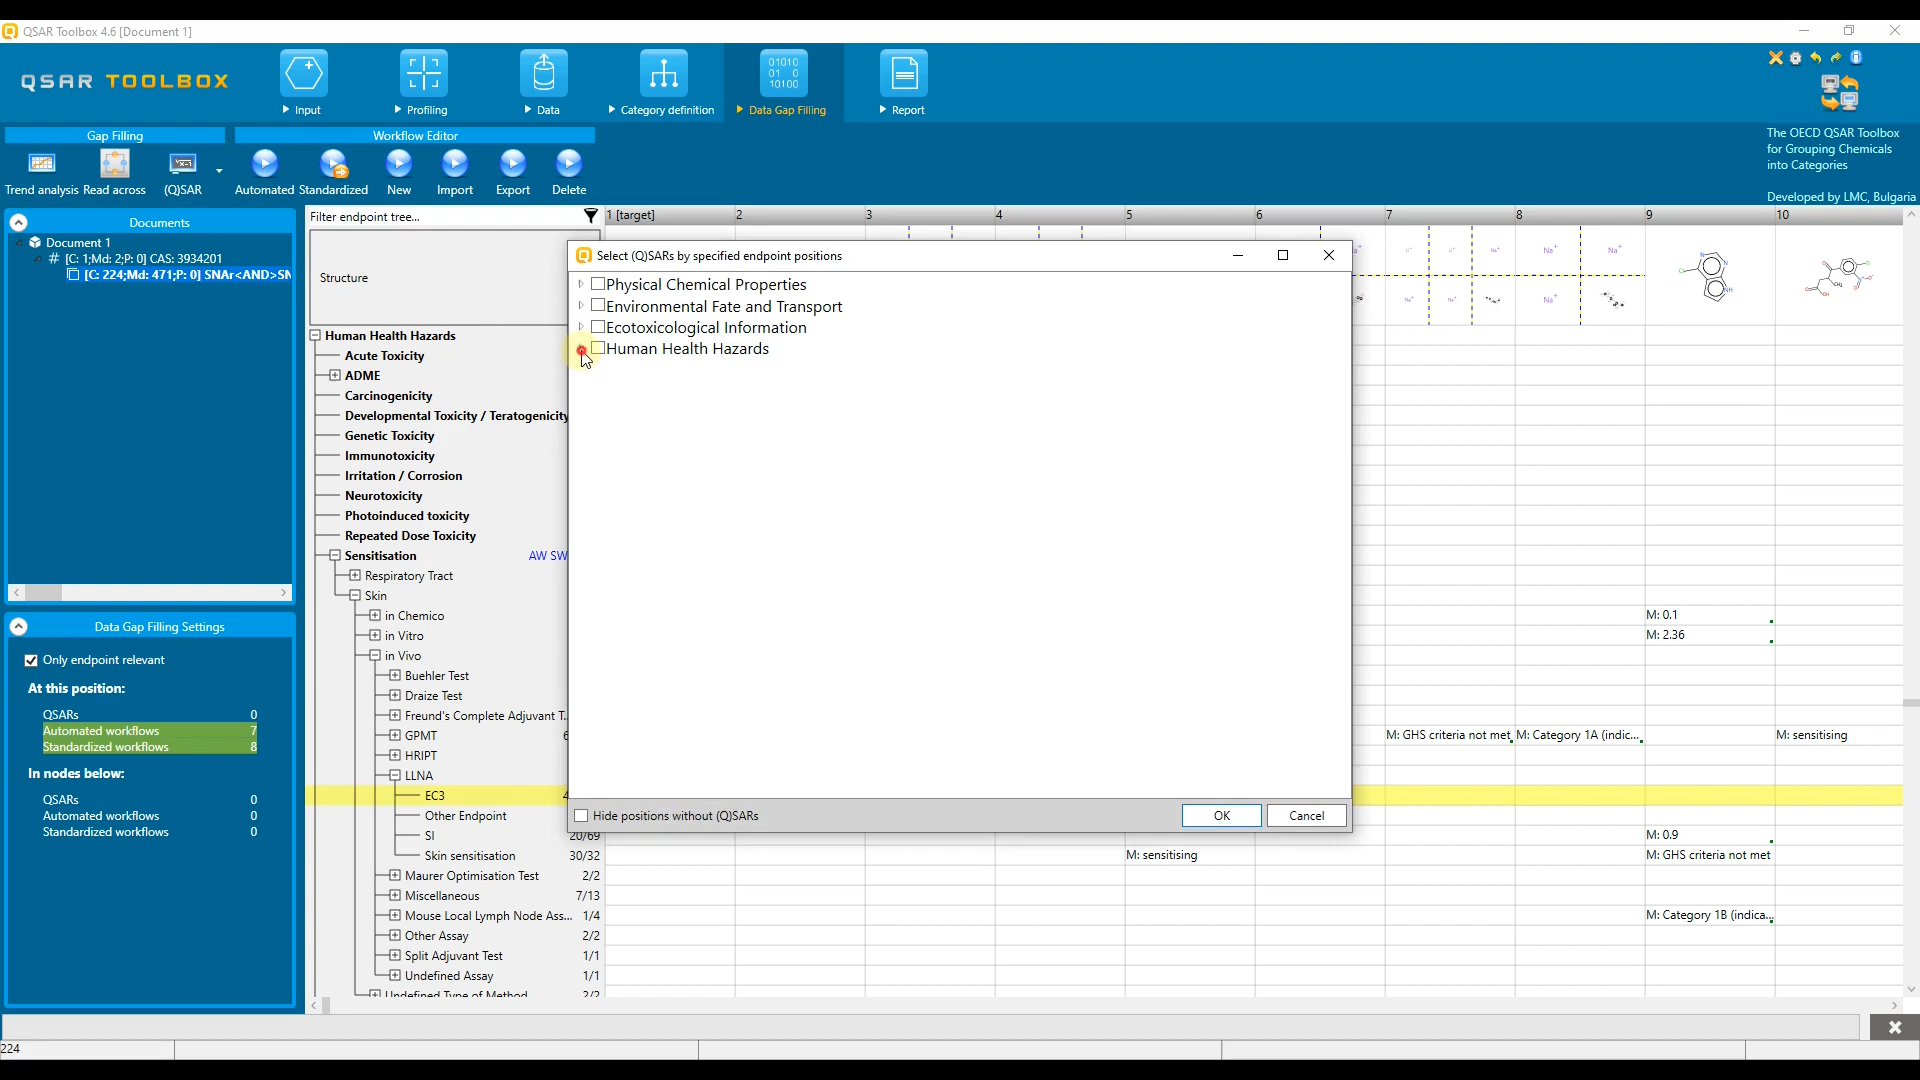 QSAR Toolbox 4.6 [Document 1]
QSAR TOOLBOX
Input
Profiling
Data
Category definition
01010
01 0
10100
Data Gap Filling
Report
Gap Filling
Workflow Editor
Trend analysis
Read across
(Q)SAR
Automated
Standardized
New
Import
Export
Delete
The OECD QSAR Toolbox
for Grouping Chemicals
into Categories
Developed by LMC, Bulgaria
Documents
Document 1
# [C: 1;Md: 2;P: 0] CAS: 3934201
[C: 224;Md: 471;P: 0] SNAr<AND>SN
Data Gap Filling Settings
Only endpoint relevant
At this position:
QSARs 0
Automated workflows 7
Standardized workflows 8
In nodes below:
QSARs 0
Automated workflows 0
Standardized workflows 0
Filter endpoint tree...
1 [target] 2 3 4 5 6 7 8 9 10
Structure
Human Health Hazards
Acute Toxicity
ADME
Carcinogenicity
Developmental Toxicity / Teratogenicity
Genetic Toxicity
Immunotoxicity
Irritation / Corrosion
Neurotoxicity
Photoinduced toxicity
Repeated Dose Toxicity
Sensitisation AW SW
Respiratory Tract
Skin
in Chemico M: 0.1
in Vitro M: 2.36
in Vivo
Buehler Test
Draize Test
Freund's Complete Adjuvant T...
GPMT 6 M: GHS criteria not met M: Category 1A (indic... M: sensitising
HRIPT
LLNA
EC3 4
Other Endpoint
SI 20/69 M: 0.9
Skin sensitisation 30/32 M: sensitising M: GHS criteria not met
Maurer Optimisation Test 2/2
Miscellaneous 7/13
Mouse Local Lymph Node Ass... 1/4 M: Category 1B (indica...
Other Assay 2/2
Split Adjuvant Test 1/1
Undefined Assay 1/1
Undefined Type of Method 2/2
Select (Q)SARs by specified endpoint positions
Physical Chemical Properties
Environmental Fate and Transport
Ecotoxicological Information
Human Health Hazards
Hide positions without (Q)SARs
OK
Cancel
224